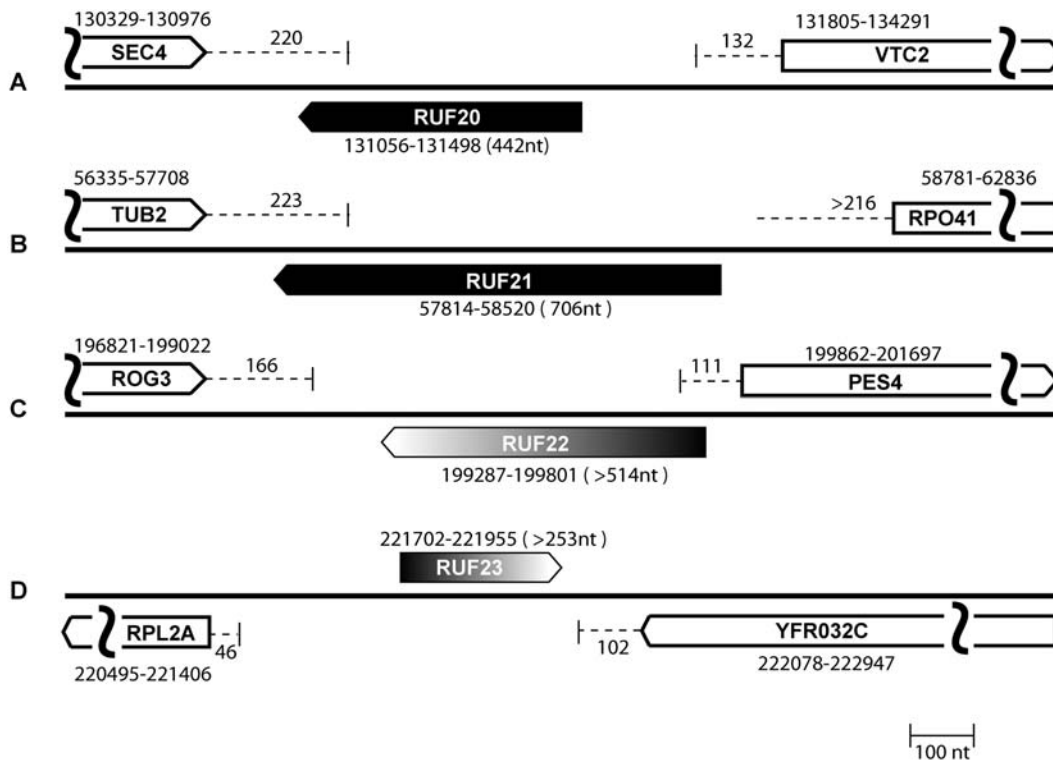 130329-130976
131805-134291
SEC4
220
132
VTC2
A
RUF20
131056-131498 (442nt)
56335-57708
58781-62836
TUB2
223
>216
RPO41
B
RUF21
57814-58520 ( 706nt )
196821-199022
199862-201697
ROG3
166
111
PES4
C
RUF22
199287-199801 ( >514nt )
221702-221955 ( >253nt )
RUF23
D
RPL2A
46
102
YFR032C
220495-221406
222078-222947
100 nt